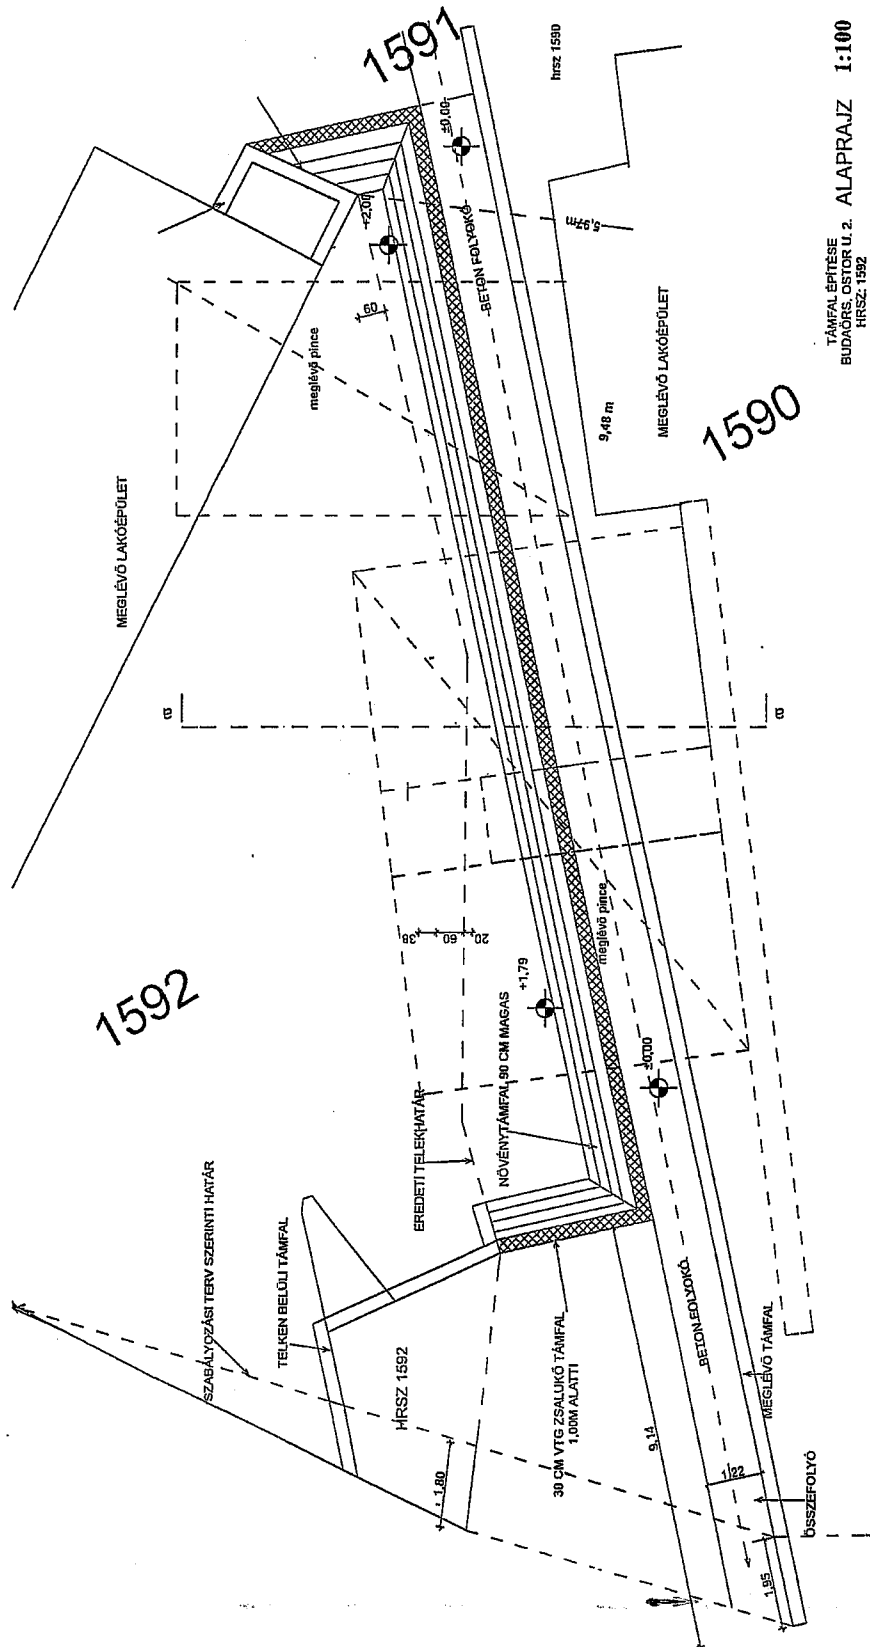 1591
hrsz 1590
±0,00
+2,00
BETON FOLYOKÓ
5,97m
60
meglévő pince
MEGLÉVŐ LAKÓÉPÜLET
9,48 m
MEGLÉVŐ LAKÓÉPÜLET
1590
TÁMFAL ÉPÍTÉSE
BUDAÖRS, OSTOR U. 2.
HRSZ: 1592
ALAPRAJZ 1:100
a
a
38
60
20
meglévő pince
+1,79
1592
±0,00
NÖVÉNYTÁMFAL 90 CM MAGAS
EREDETI TELEKHATÁR
SZABÁLYOZÁSI TERV SZERINTI HATÁR
TELKEN BELÜLI TÁMFAL
HRSZ 1592
30 CM VTG ZSALUKŐ TÁMFAL
1,00M ALATTI
BETON FOLYOKÓ
MEGLÉVŐ TÁMFAL
9,14
1,80
1,22
ÖSSZEFOLYÓ
1,95